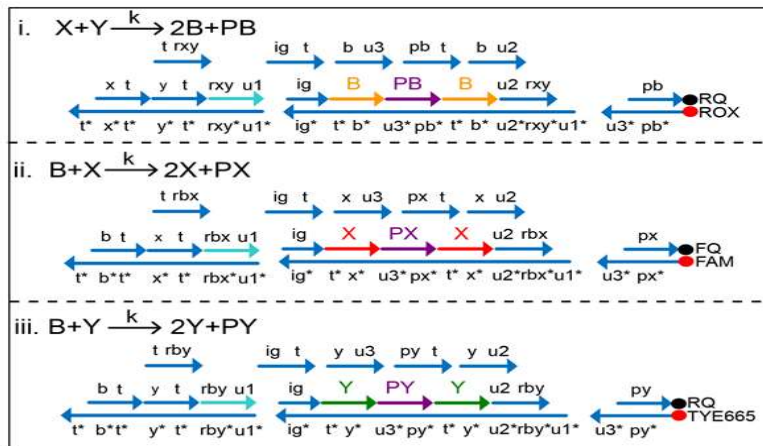 i. X+Y k 2B+PB
t rxy ig t b u3 pb t b u2
x t y t rxy u1 ig B PB B u2 rxy pb RQ
ROX
t* x* t* y* t* rxy*u1* ig* t* b* u3*pb* t* b* u2*rxy*u1* u3* pb*
ii. B+X k 2X+PX
t rbx ig t x u3 px t x u2
b t x t rbx u1 ig X PX X u2 rbx px FQ
FAM
t* b*t* x* t* rbx*u1* ig* t* x* u3*px* t* x* u2*rbx*u1* u3* px*
iii. B+Y k 2Y+PY
t rby ig t y u3 py t y u2
b t y t rby u1 ig Y PY Y u2 rby py RQ
TYE665
t* b*t* y* t* rby*u1* ig* t* y* u3*py* t* y* u2*rby*u1* u3* py*